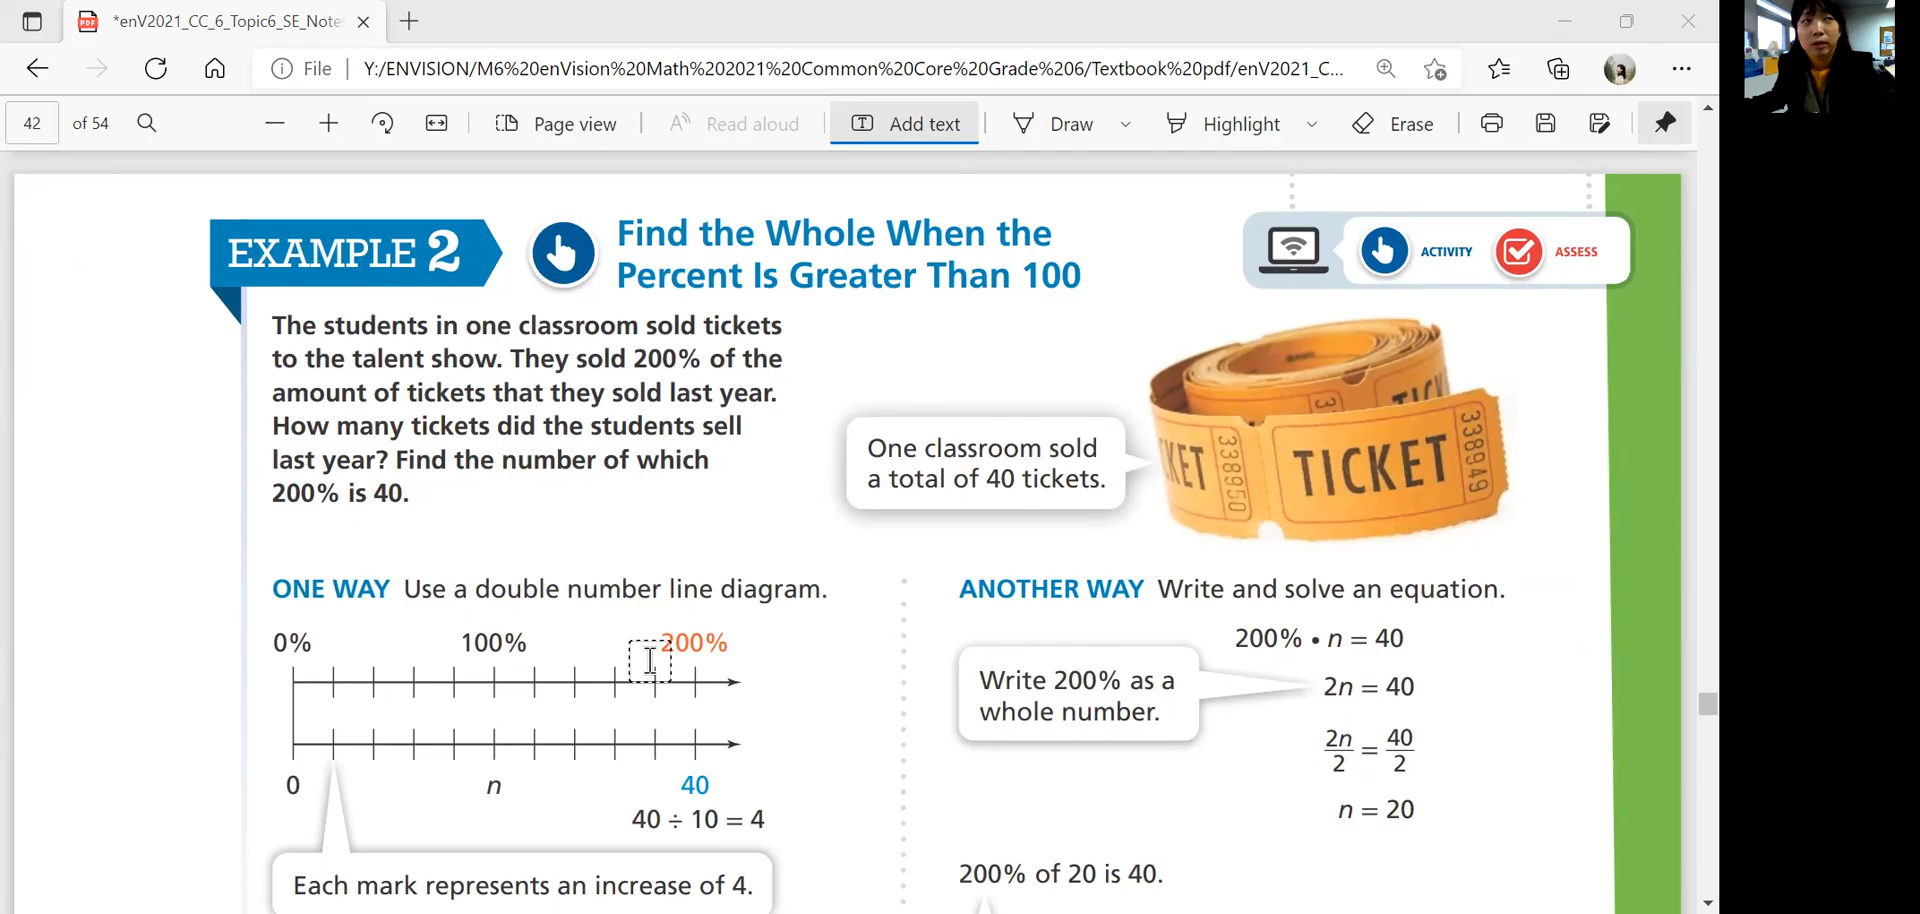 *enV2021_CC_6_Topic6_SE_Note
File
Y:/ENVISION/M6%20enVision%20Math%202021%20Common%20Core%20Grade%206/Textbook%20pdf/enV2021_C...
42 of 54
Page view
Read aloud
Add text
Draw
Highlight
Erase
EXAMPLE 2
Find the Whole When the
Percent Is Greater Than 100
ACTIVITY
ASSESS
The students in one classroom sold tickets
to the talent show. They sold 200% of the
amount of tickets that they sold last year.
How many tickets did the students sell
last year? Find the number of which
200% is 40.
One classroom sold
a total of 40 tickets.
KET
338950
TICKET
338949
ONE WAY Use a double number line diagram.
0% 100% 200%
0 n 40
40 ÷ 10 = 4
Each mark represents an increase of 4.
ANOTHER WAY Write and solve an equation.
200% • n = 40
Write 200% as a
whole number.
2n = 40
2n/2 = 40/2
n = 20
200% of 20 is 40.